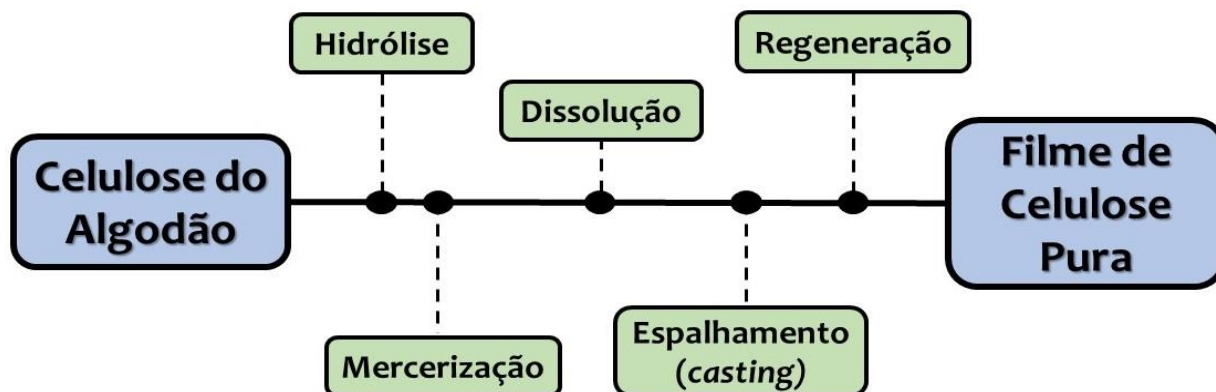 Celulose do
Algodão
Hidrólise
Mercerização
Dissolução
Espalhamento
(casting)
Regeneração
Filme de
Celulose
Pura